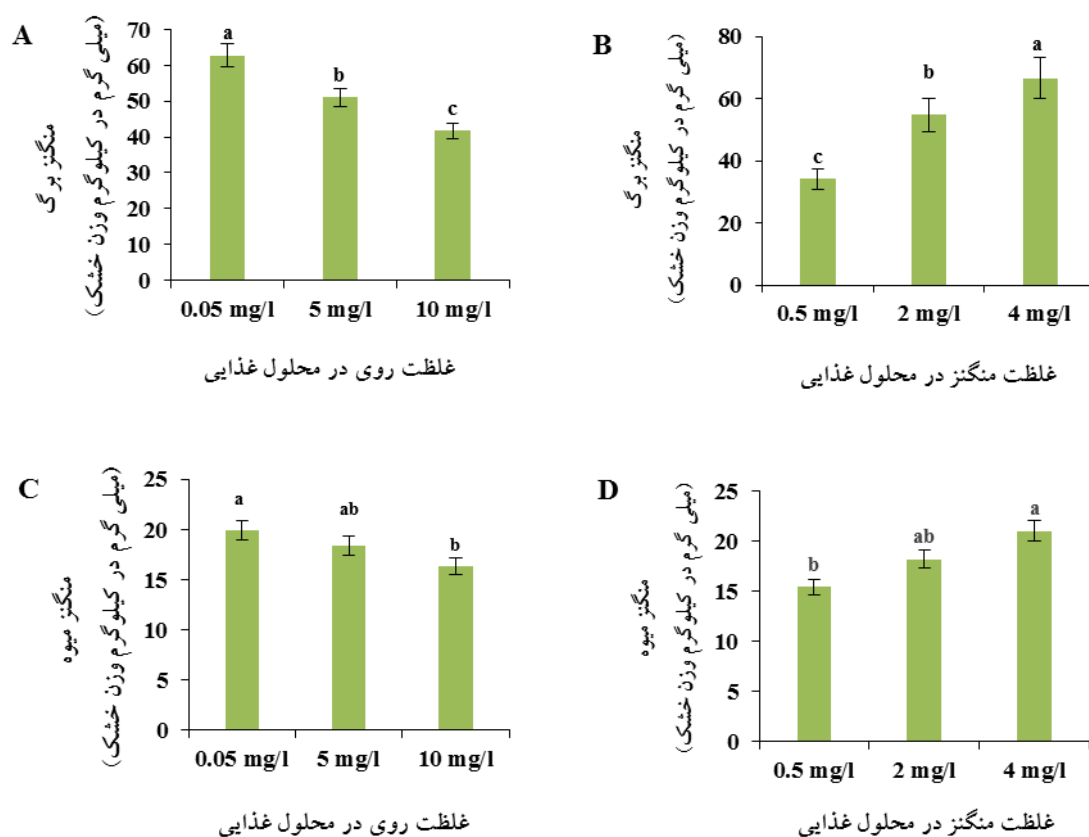 A
منگنز برگ
(میلی گرم در کیلوگرم وزن خشک)
70
60
50
40
30
20
10
0
a
b
c
0.05 mg/l 5 mg/l 10 mg/l
غلظت روی در محلول غذایی
B
منگنز برگ
(میلی گرم در کیلوگرم وزن خشک)
80
60
40
20
0
c
b
a
0.5 mg/l 2 mg/l 4 mg/l
غلظت منگنز در محلول غذایی
C
منگنز میوه
(میلی گرم در کیلوگرم وزن خشک)
25
20
15
10
5
0
a
ab
b
0.05 mg/l 5 mg/l 10 mg/l
غلظت روی در محلول غذایی
D
منگنز میوه
(میلی گرم در کیلوگرم وزن خشک)
25
20
15
10
5
0
b
ab
a
0.5 mg/l 2 mg/l 4 mg/l
غلظت منگنز در محلول غذایی